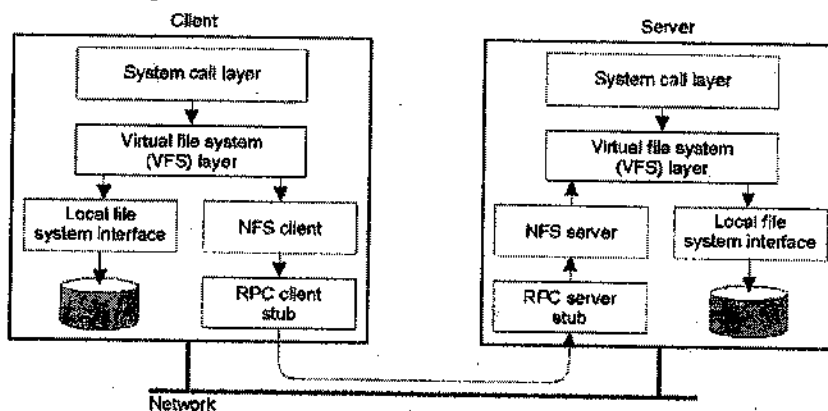 Client
System call layer
Virtual file system
(VFS) layer
Local file
system interface
NFS client
RPC client
stub
Server
System call layer
Virtual file system
(VFS) layer
NFS server
Local file
system interface
RPC server
stub
Network